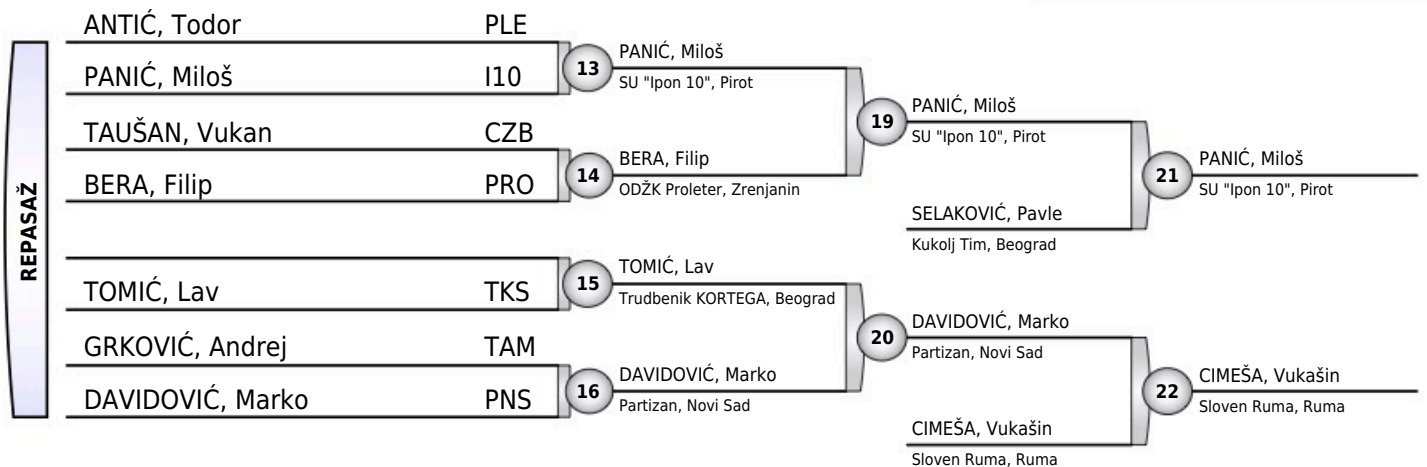 REPASAŽ
ANTIĆ, Todor PLE
PANIĆ, Miloš I10
13
PANIĆ, Miloš
SU "Ipon 10", Pirot
TAUŠAN, Vukan CZB
BERA, Filip PRO
14
BERA, Filip
ODŽK Proleter, Zrenjanin
19
PANIĆ, Miloš
SU "Ipon 10", Pirot
SELAKOVIĆ, Pavle
Kukolj Tim, Beograd
21
PANIĆ, Miloš
SU "Ipon 10", Pirot
TOMIĆ, Lav TKS
15
TOMIĆ, Lav
Trudbenik KORTEGA, Beograd
GRKOVIĆ, Andrej TAM
DAVIDOVIĆ, Marko PNS
16
DAVIDOVIĆ, Marko
Partizan, Novi Sad
20
DAVIDOVIĆ, Marko
Partizan, Novi Sad
CIMEŠA, Vukašin
Sloven Ruma, Ruma
22
CIMEŠA, Vukašin
Sloven Ruma, Ruma